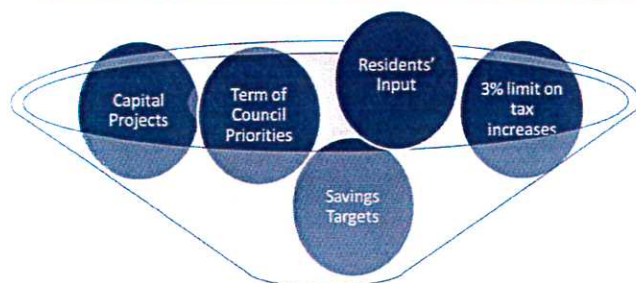 Capital
Projects
Term of
Council
Priorities
Residents'
Input
3% limit on
tax
increases
Savings
Targets